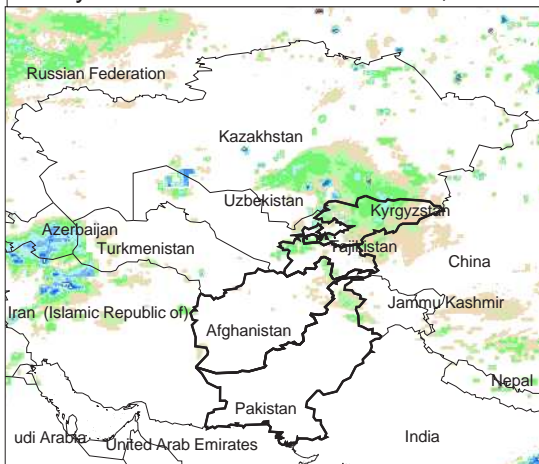 Russian Federation
Kazakhstan
Uzbekistan
Kyrgyzstan
Azerbaijan
Turkmenistan
Tajikistan
China
Iran (Islamic Republic of)
Jammu Kashmir
Afghanistan
Nepal
Pakistan
udi Arabia
United Arab Emirates
India